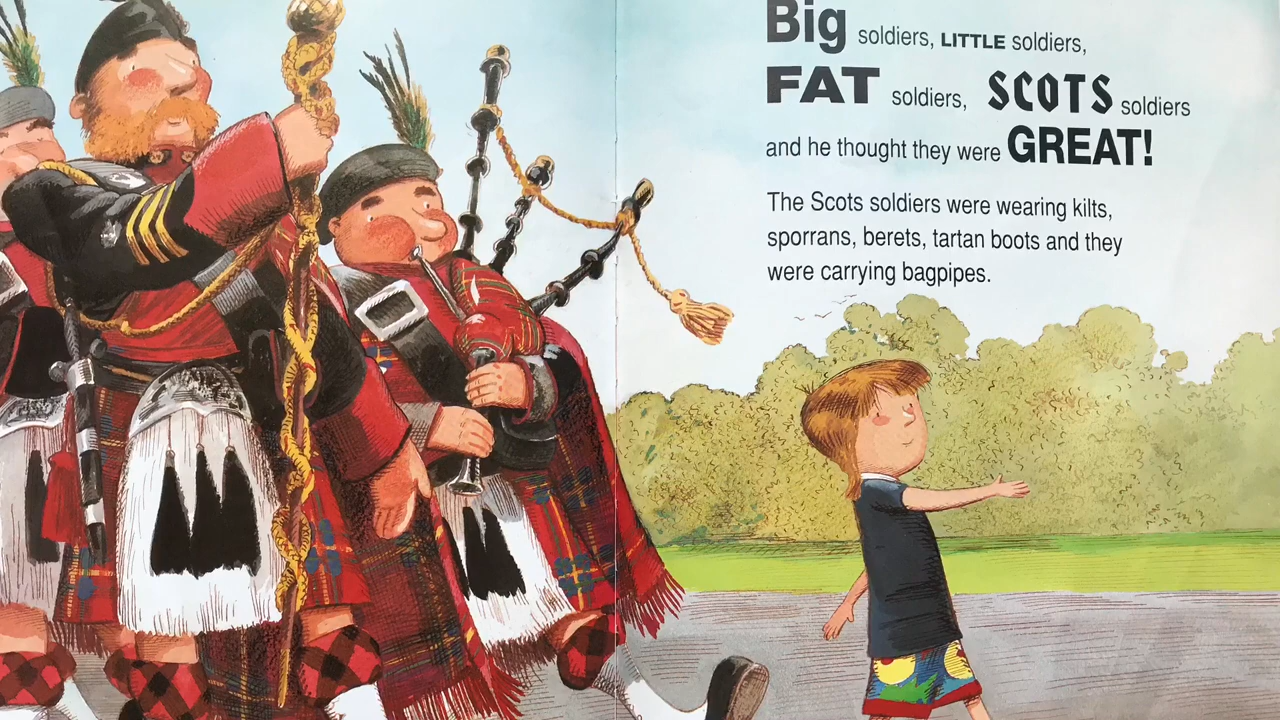 Big soldiers, LITTLE soldiers,
FAT soldiers, SCOTS soldiers
and he thought they were GREAT!
The Scots soldiers were wearing kilts,
sporrans, berets, tartan boots and they
were carrying bagpipes.